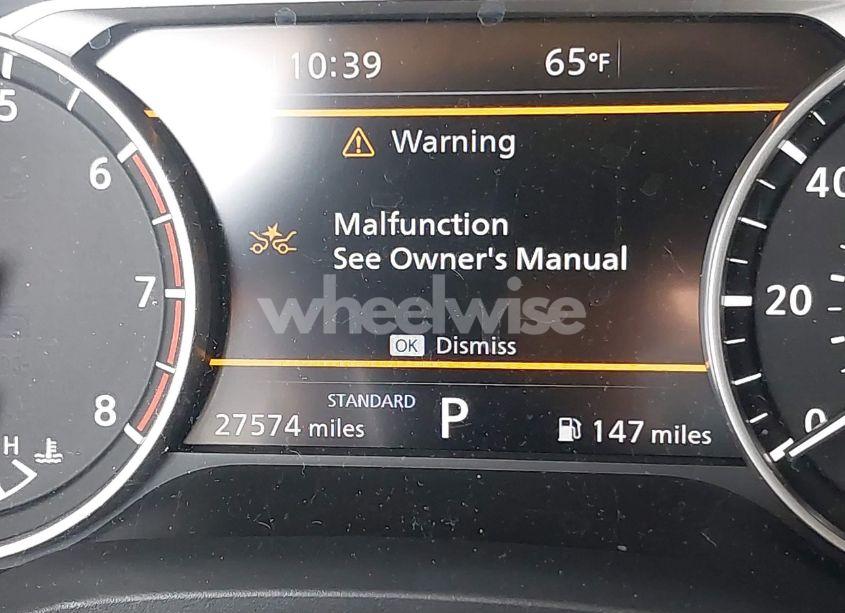 10:39 65°F
5
Warning
6
40
Malfunction
See Owner's Manual
7
20
wheelwise
OK Dismiss
STANDARD
8
27574 miles P 147 miles
0
H